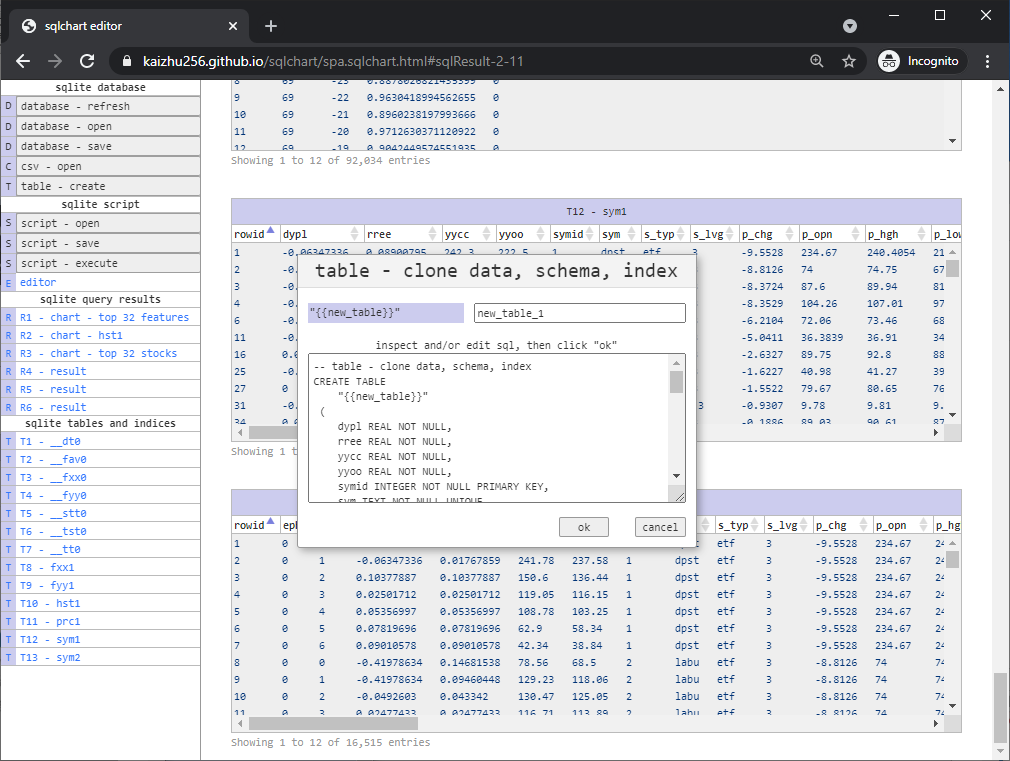 sqlchart editor
kaizhu256.github.io/sqlchart/spa.sqlchart.html#sqlResult-2-11
Incognito
sqlite database
D database - refresh
D database - open
D database - save
C csv - open
T table - create
sqlite script
S script - open
S script - save
S script - execute
E editor
sqlite query results
R R1 - chart - top 32 features
R R2 - chart - hst1
R R3 - chart - top 32 stocks
R R4 - result
R R5 - result
R R6 - result
sqlite tables and indices
T T1 - __dt0
T T2 - __fav0
T T3 - __fxx0
T T4 - __fyy0
T T5 - __stt0
T T6 - __tst0
T T7 - __tt0
T T8 - fxx1
T T9 - fyy1
T T10 - hst1
T T11 - prc1
T T12 - sym1
T T13 - sym2
8 69 -23 0.8878026821435399 0
9 69 -22 0.9630418994562655 0
10 69 -21 0.8960238197993666 0
11 69 -20 0.9712630371120922 0
12 69 -19 0.9042449574551935 0
Showing 1 to 12 of 92,034 entries
T12 - sym1
rowid dypl rree yycc yyoo symid sym s_typ s_lvg p_chg p_opn p_hgh p_low
1 -0.06347336 0.08900795 242.3 222.5 1 dpst etf 3 -9.5528 234.67 240.4054 21
2 -0. -8.8126 74 74.75 67
3 -0. -8.3724 87.6 89.94 81
4 -0. -8.3529 104.26 107.01 97
6 -0. -6.2104 72.06 73.46 68
11 -0. -5.0411 36.3839 36.91 34
16 0.0 -2.6327 89.75 92.8 88
25 -0. -1.6227 40.98 41.27 39
27 0 -1.5522 79.67 80.65 76
31 -0. 3 -0.9307 9.78 9.81 9.
34 0.0 -0.1886 89.03 90.61 87
Showing 1 t
table - clone data, schema, index
"{{new_table}}" new_table_1
inspect and/or edit sql, then click "ok"
-- table - clone data, schema, index
CREATE TABLE
"{{new_table}}"
(
dypl REAL NOT NULL,
rree REAL NOT NULL,
yycc REAL NOT NULL,
yyoo REAL NOT NULL,
symid INTEGER NOT NULL PRIMARY KEY,
sym TEXT NOT NULL UNIQUE
ok cancel
rowid eph s_typ s_lvg p_chg p_opn p_hg
1 0 etf 3 -9.5528 234.67 24
2 0 1 -0.06347336 0.01767859 241.78 237.58 1 dpst etf 3 -9.5528 234.67 24
3 0 2 0.10377887 0.10377887 150.6 136.44 1 dpst etf 3 -9.5528 234.67 24
4 0 3 0.02501712 0.02501712 119.05 116.15 1 dpst etf 3 -9.5528 234.67 24
5 0 4 0.05356997 0.05356997 108.78 103.25 1 dpst etf 3 -9.5528 234.67 24
6 0 5 0.07819696 0.07819696 62.9 58.34 1 dpst etf 3 -9.5528 234.67 24
7 0 6 0.09010578 0.09010578 42.34 38.84 1 dpst etf 3 -9.5528 234.67 24
8 0 0 -0.41978634 0.14681538 78.56 68.5 2 labu etf 3 -8.8126 74 74
9 0 1 -0.41978634 0.09460448 129.23 118.06 2 labu etf 3 -8.8126 74 74
10 0 2 -0.0492603 0.043342 130.47 125.05 2 labu etf 3 -8.8126 74 74
11 0 3 0.02477433 0.02477433 116.71 113.89 2 labu etf 3 -8.8126 74 74
Showing 1 to 12 of 16,515 entries